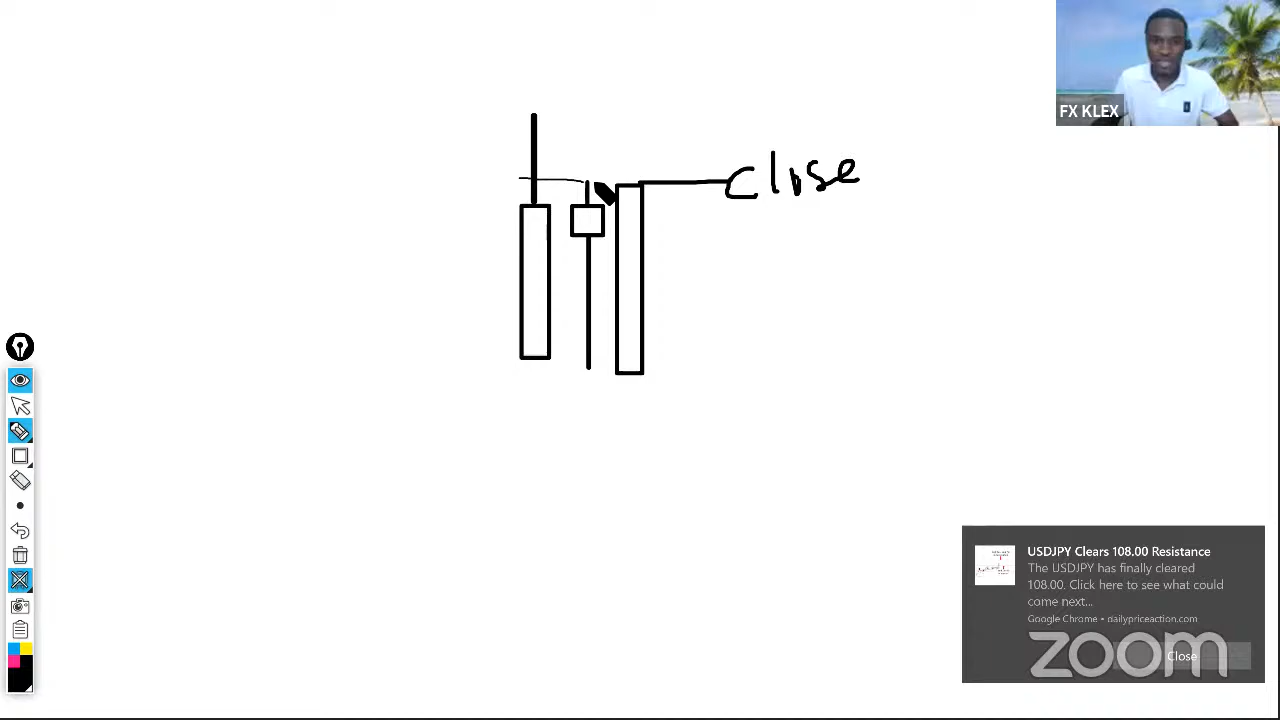 FX KLEX
Close
USDJPY Clears 108.00 Resistance
The USDJPY has finally cleared
108.00. Click here to see what could
come next...
Google Chrome • dailypriceaction.com
zoom
Close